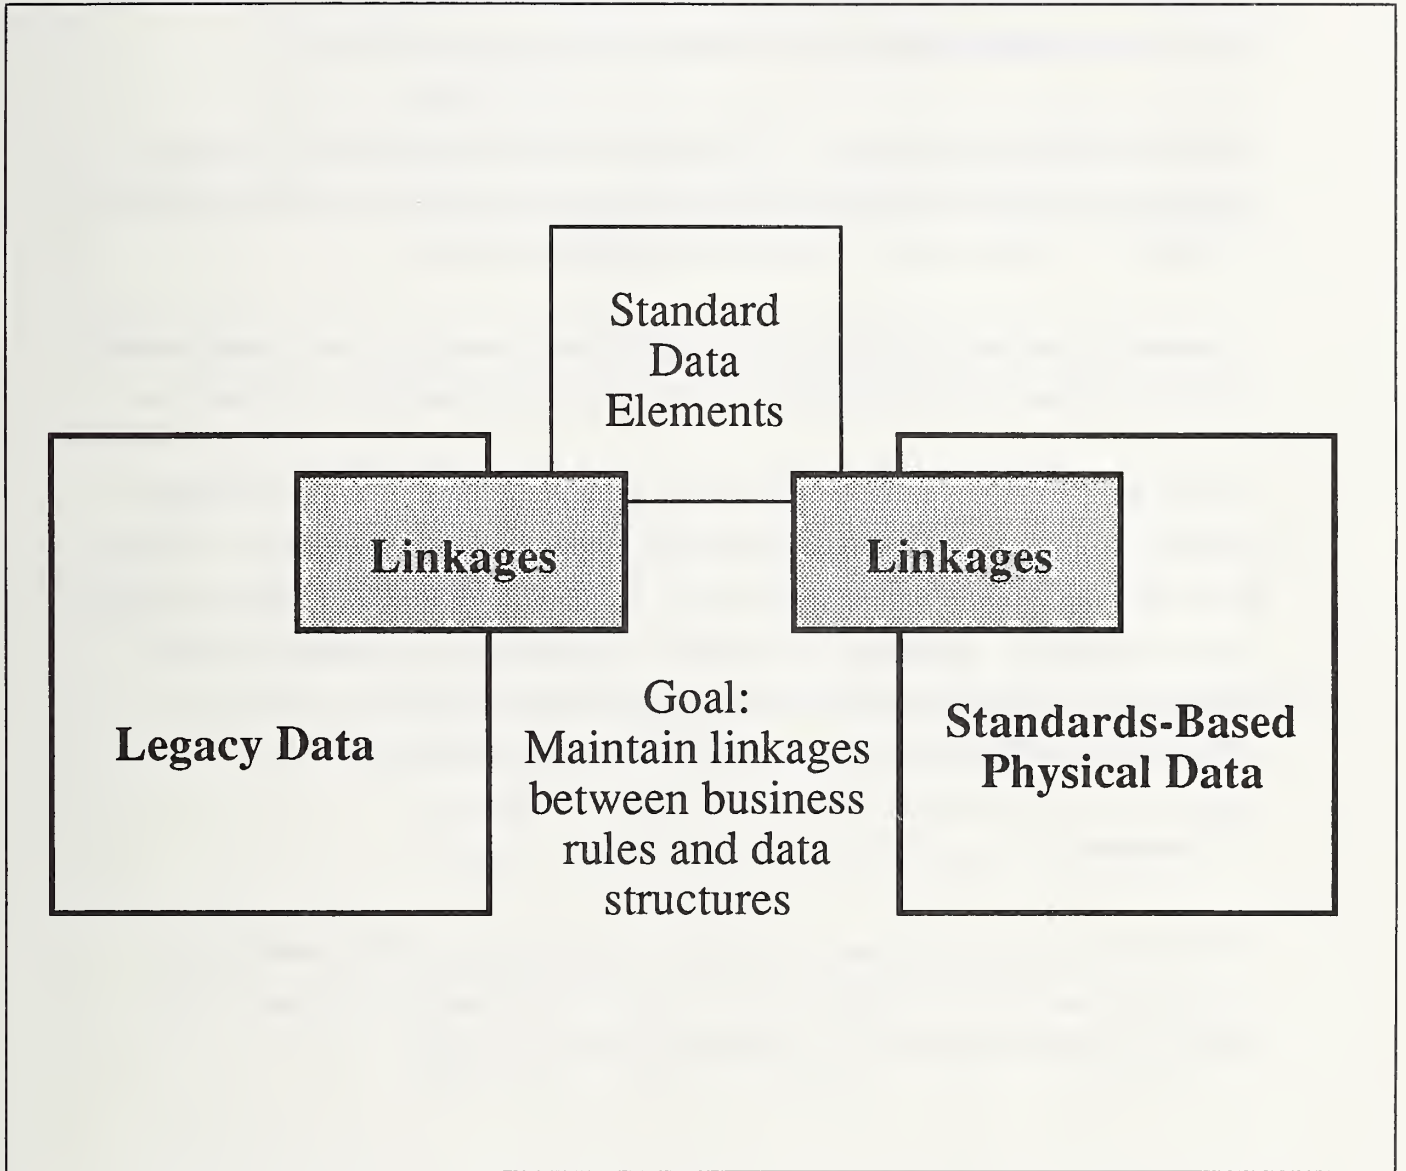 Standard
Data
Elements
Linkages
Linkages
Legacy Data
Goal:
Maintain linkages
between business
rules and data
structures
Standards-Based
Physical Data